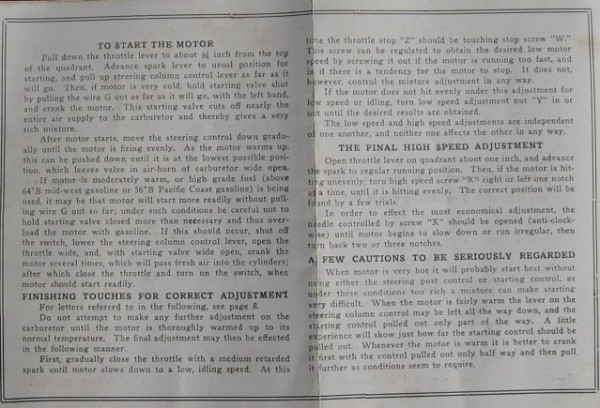 TO START THE MOTOR
Pull down the throttle lever to about ¾ inch from the top
of the quadrant. Advance spark lever to usual position for
starting, and pull up steering column control lever as far as it
will go. Then, if motor is very cold, hold starting valve shut
by pulling the wire G out as far as it will go, with the left hand,
and crank the motor. This starting valve cuts off nearly the
entire air supply to the carburetor and thereby gives a very
rich mixture.
After motor starts, move the steering control down gradu-
ally until the motor is firing evenly. As the motor warms up,
this can be pushed down until it is at the lowest possible posi-
tion, which leaves valve in air-horn of carburetor wide open.
If motor is moderately warm, or high grade fuel (above
64°B mid-west gasoline or 56°B Pacific Coast gasoline) is being
used, it may be that motor will start more readily without pull-
ing wire G out so far; under such conditions be careful not to
hold starting valve closed more than necessary and thus over-
load the motor with gasoline. If this should occur, shut off
the switch, lower the steering column control lever, open the
throttle wide, and, with starting valve wide open, crank the
motor several times, which will pass fresh air into the cylinders;
after which close the throttle and turn on the switch, when
motor should start readily.
FINISHING TOUCHES FOR CORRECT ADJUSTMENT
For letters referred to in the following, see page 8.
Do not attempt to make any further adjustment on the
carburetor until the motor is thoroughly warmed up to its
normal temperature. The final adjustment may then be effected
in the following manner.
First, gradually close the throttle with a medium retarded
spark until motor slows down to a low, idling speed. At this
time the throttle stop "Z" should be touching stop screw "W."
This screw can be regulated to obtain the desired low motor
speed by screwing it out if the motor is running too fast, and
in if there is a tendency for the motor to stop. It does not,
however, control the mixture adjustment in any way.
If the motor does not hit evenly under this adjustment for
low speed or idling, turn low speed adjustment nut "Y" in or
out until the desired results are obtained.
The low speed and high speed adjustments are independent
of one another, and neither one affects the other in any way.
THE FINAL HIGH SPEED ADJUSTMENT
Open throttle lever on quadrant about one inch, and advance
the spark to regular running position. Then, if the motor is hit-
ting unevenly, turn high speed screw "X" right or left one notch
at a time, until it is hitting evenly. The correct position will be
found by a few trials.
In order to effect the most economical adjustment, the
needle controlled by screw "X" should be opened (anti-clock-
wise) until motor begins to slow down or run irregular, then
turn back two or three notches.
A FEW CAUTIONS TO BE SERIOUSLY REGARDED
When motor is very hot it will probably start best without
using either the steering post control or starting control, as
under these conditions too rich a mixture can make starting
very difficult. When the motor is fairly warm the lever on the
steering column control may be left all the way down, and the
starting control pulled out only part of the way. A little
experience will show just how far the starting control should be
pulled out. Whenever the motor is warm it is better to crank
it first with the control pulled out only half way and then pull
it further as conditions seem to require.